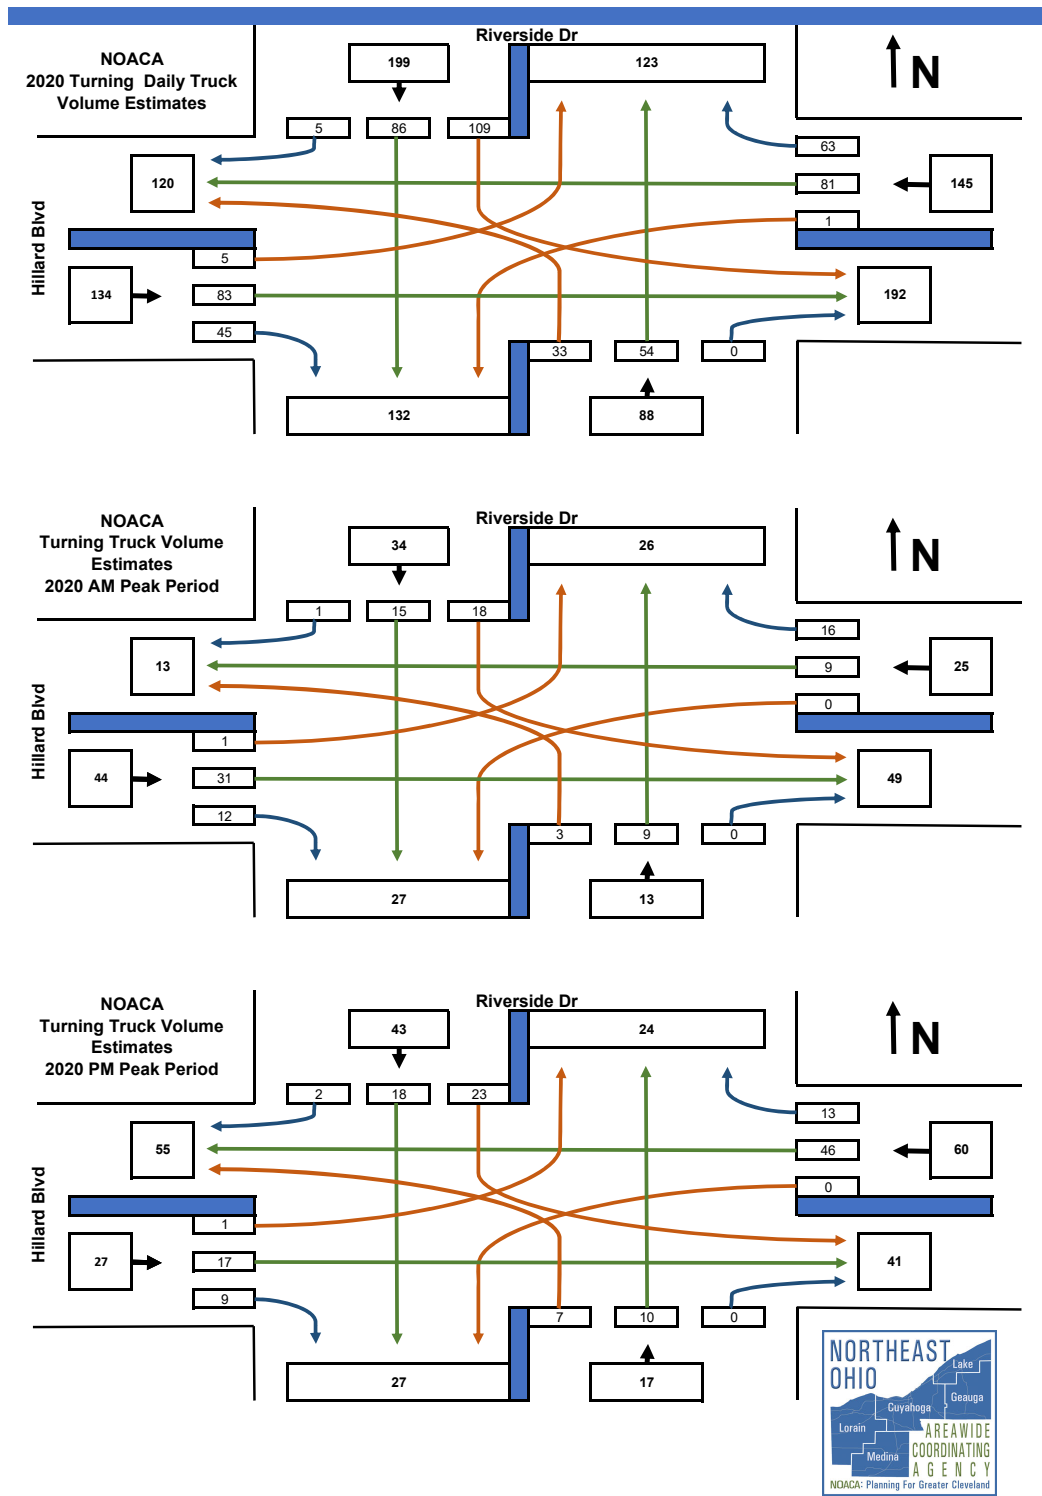 Riverside Dr
NOACA
2020 Turning Daily Truck
Volume Estimates
199
123
N
5
86
109
63
120
81
145
1
Hillard Blvd
5
134
83
192
45
33
54
0
132
88
Riverside Dr
NOACA
Turning Truck Volume
Estimates
2020 AM Peak Period
34
26
N
1
15
18
16
13
9
25
0
Hillard Blvd
1
44
31
49
12
3
9
0
27
13
Riverside Dr
NOACA
Turning Truck Volume
Estimates
2020 PM Peak Period
43
24
N
2
18
23
13
55
46
60
0
Hillard Blvd
1
27
17
41
9
7
10
0
27
17
NORTHEAST
OHIO
Lake
Geauga
Cuyahoga
Lorain
Medina
AREAWIDE
COORDINATING
AGENCY
NOACA: Planning For Greater Cleveland